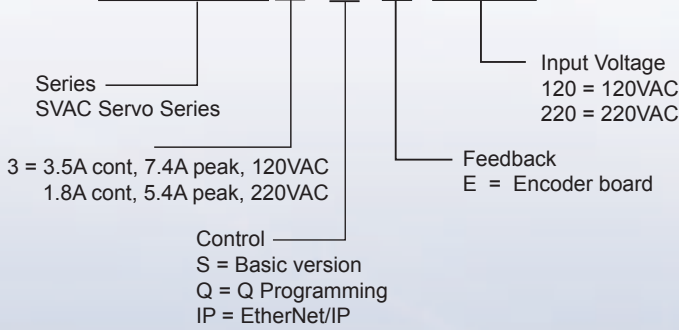 Series
SVAC Servo Series
3 = 3.5A cont, 7.4A peak, 120VAC
1.8A cont, 5.4A peak, 220VAC
Control
S = Basic version
Q = Q Programming
IP = EtherNet/IP
Input Voltage
120 = 120VAC
220 = 220VAC
Feedback
E = Encoder board